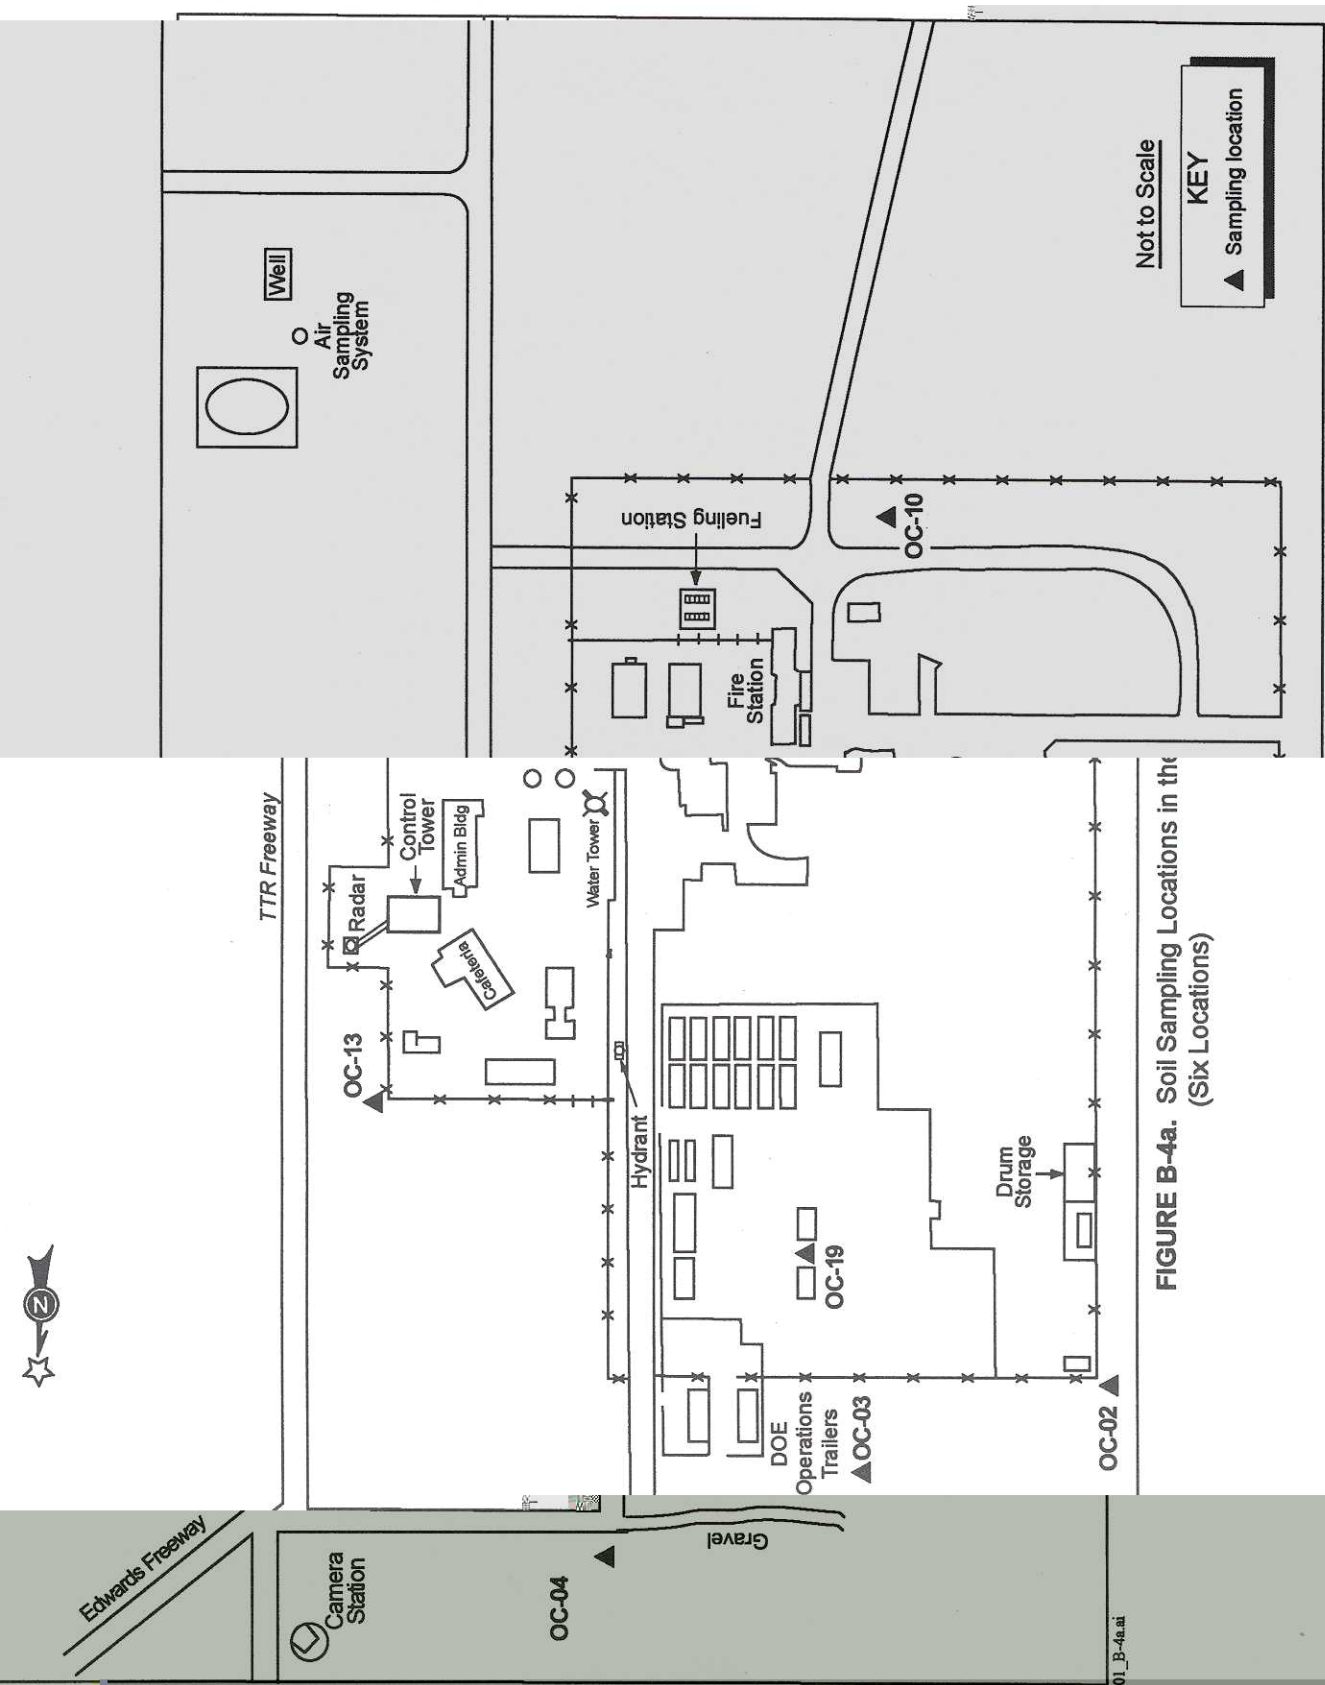 Edwards Freeway
Camera
Station
OC-04
Gravel
01_B-4a.ai
N
TTR Freeway
OC-13
Radar
Control
Tower
Admin Bldg
Cafeteria
Water Tower
Hydrant
OC-19
DOE
Operations
Trailers
OC-03
OC-02
Drum
Storage
FIGURE B-4a. Soil Sampling Locations in the
(Six Locations)
Well
Air
Sampling
System
Fueling Station
Fire
Station
OC-10
Not to Scale
KEY
Sampling location